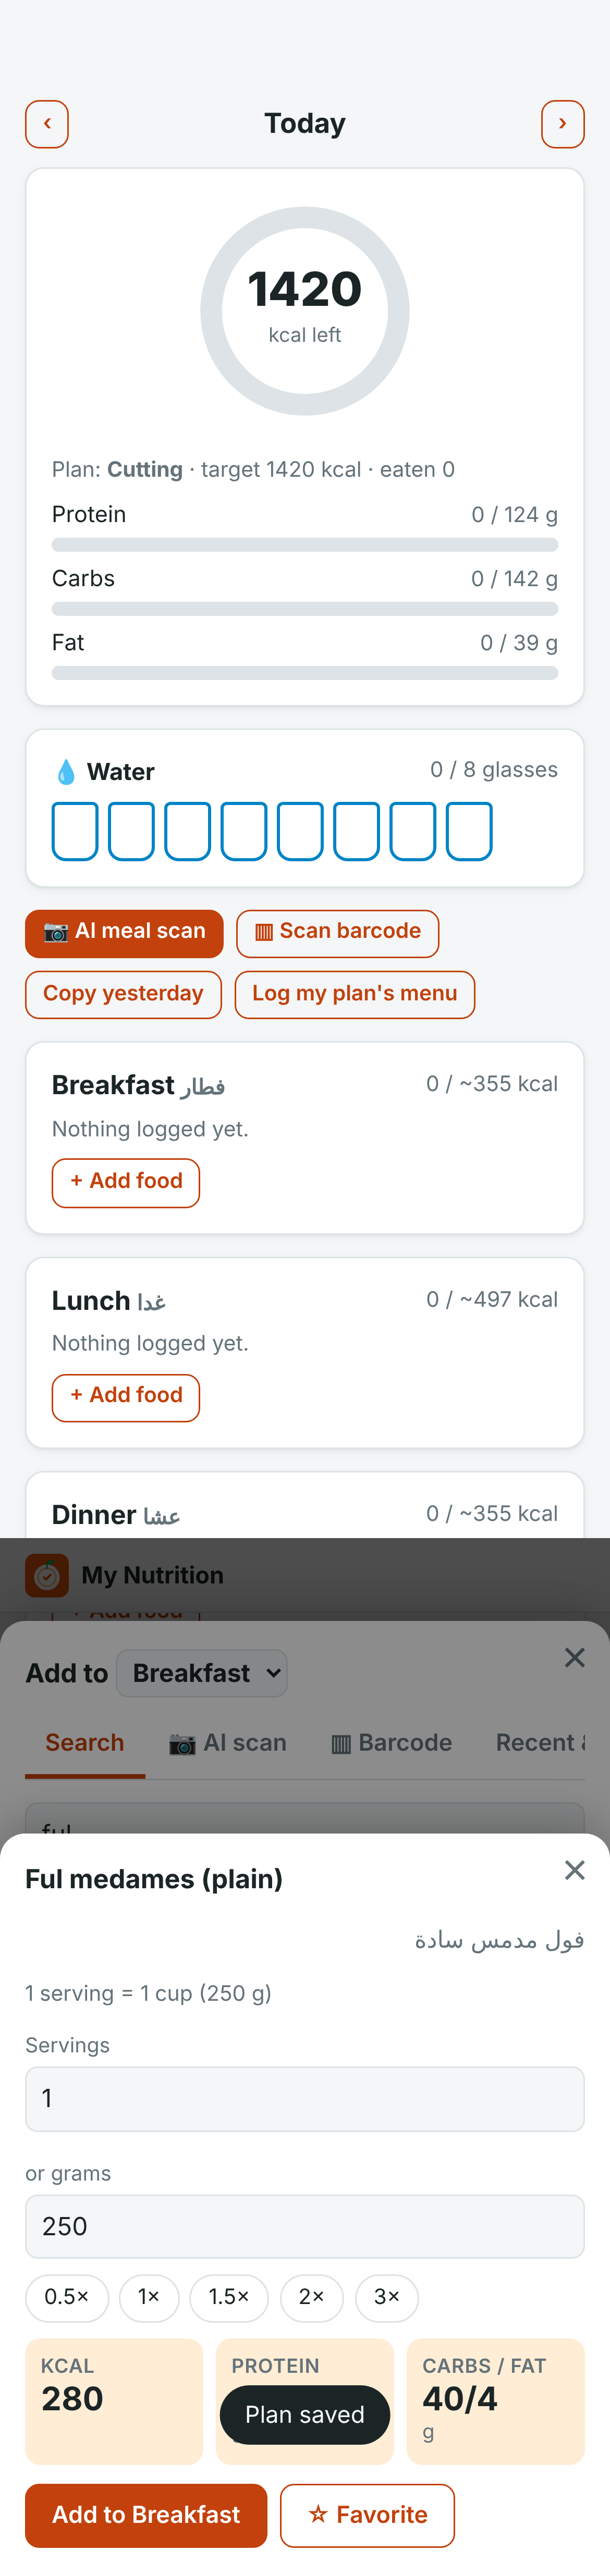 ‹ Today ›
1420
kcal left
Plan: Cutting · target 1420 kcal · eaten 0
Protein 0 / 124 g
Carbs 0 / 142 g
Fat 0 / 39 g
💧 Water 0 / 8 glasses
📷 AI meal scan ▥ Scan barcode
Copy yesterday Log my plan's menu
Breakfast فطار 0 / ~355 kcal
Nothing logged yet.
+ Add food
Lunch غدا 0 / ~497 kcal
Nothing logged yet.
+ Add food
Dinner عشا 0 / ~355 kcal
My Nutrition
+ Add food
Add to Breakfast ✕
Search 📷 AI scan ▥ Barcode Recent &
ful
Ful medames (plain) ✕
فول مدمس سادة
1 serving = 1 cup (250 g)
Servings
1
or grams
250
0.5× 1× 1.5× 2× 3×
KCAL PROTEIN CARBS / FAT
280 40/4
Plan saved
g
Add to Breakfast ☆ Favorite